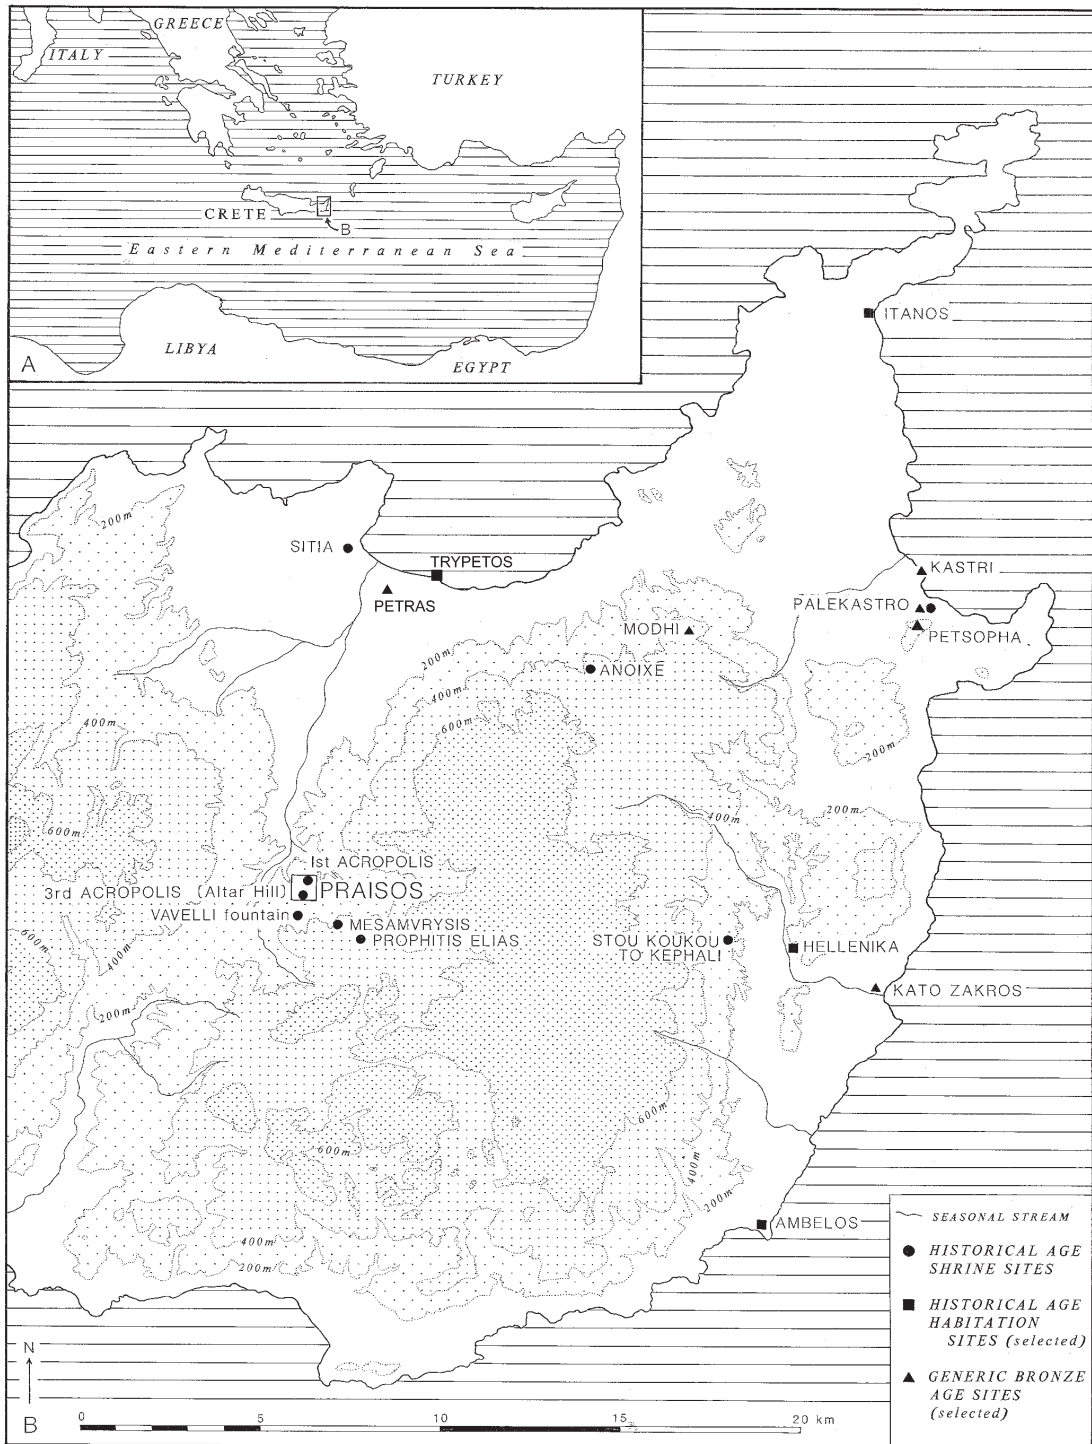 GREECE
ITALY
TURKEY
CRETE
B
Eastern Mediterranean Sea
LIBYA
EGYPT
A
ITANOS
200m
SITIA
TRYPETOS
KASTRI
PETRAS
PALEKASTRO
MODHI
PETSOPHA
200m
ANOIXE
400m
600m
400m
200m
600m
400m
200m
1st ACROPOLIS
3rd ACROPOLIS (Altar Hill)
PRAISOS
VAVELLI fountain
MESAMVRYSIS
PROPHITIS ELIAS
STOU KOUKOU
TO KEPHALI
HELLENIKA
600m
400m
KATO ZAKROS
200m
600m
600m
400m
200m
AMBELOS
400m
200m
SEASONAL STREAM
HISTORICAL AGE
SHRINE SITES
HISTORICAL AGE
HABITATION
SITES (selected)
GENERIC BRONZE
AGE SITES
(selected)
N
B
0 5 10 15 20 km